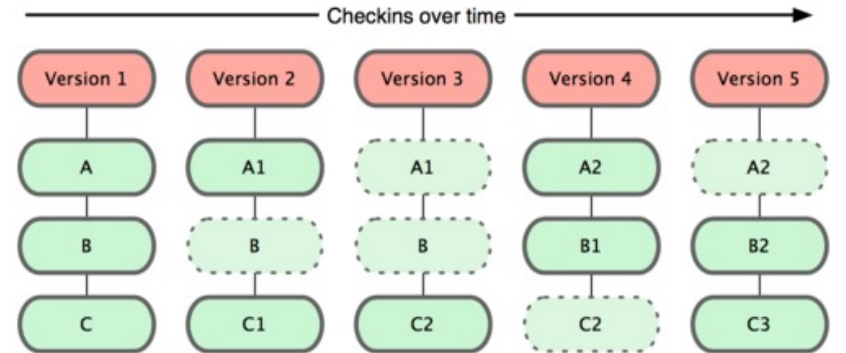 Checkins over time
Version 1 Version 2 Version 3 Version 4 Version 5
A A1 A1 A2 A2
B B B B1 B2
C C1 C2 C2 C3